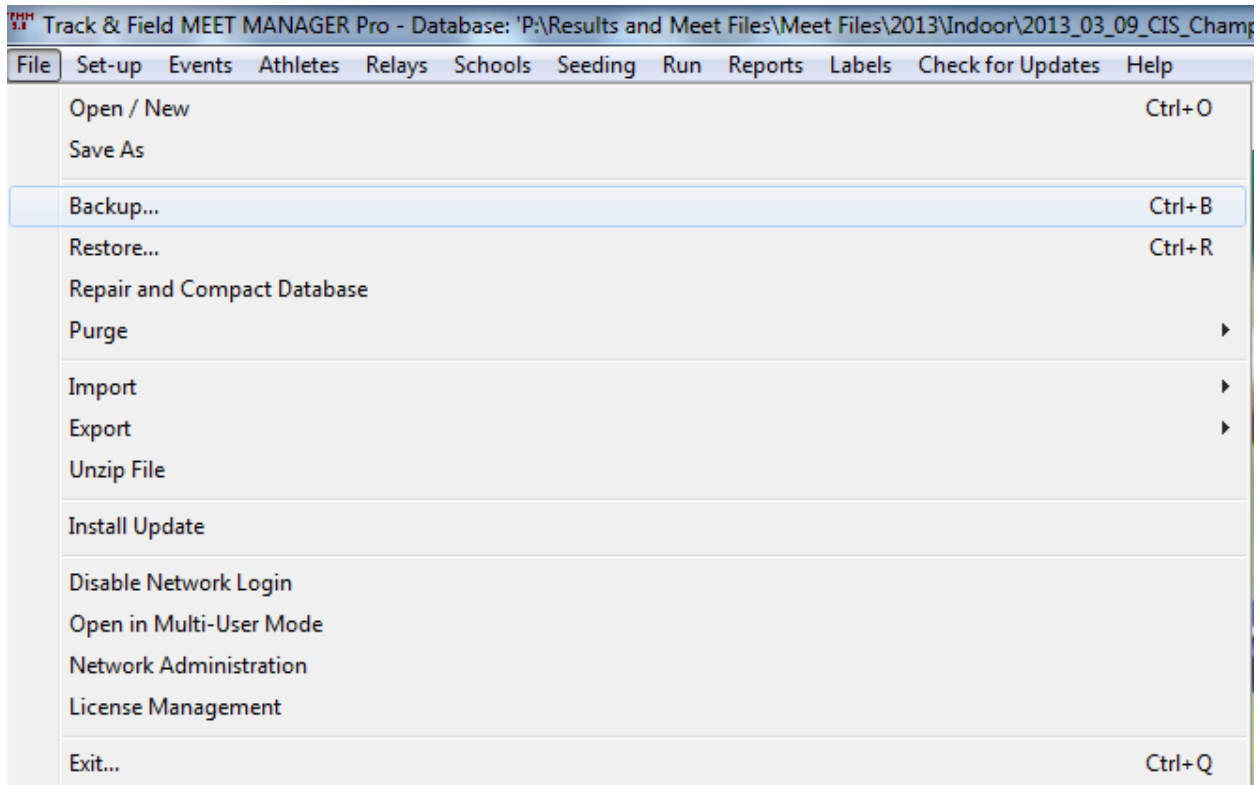 Track & Field MEET MANAGER Pro - Database: 'P:\Results and Meet Files\Meet Files\2013\Indoor\2013_03_09_CIS_Champ
File Set-up Events Athletes Relays Schools Seeding Run Reports Labels Check for Updates Help
Open / New Ctrl+O
Save As
Backup... Ctrl+B
Restore... Ctrl+R
Repair and Compact Database
Purge
Import
Export
Unzip File
Install Update
Disable Network Login
Open in Multi-User Mode
Network Administration
License Management
Exit... Ctrl+Q